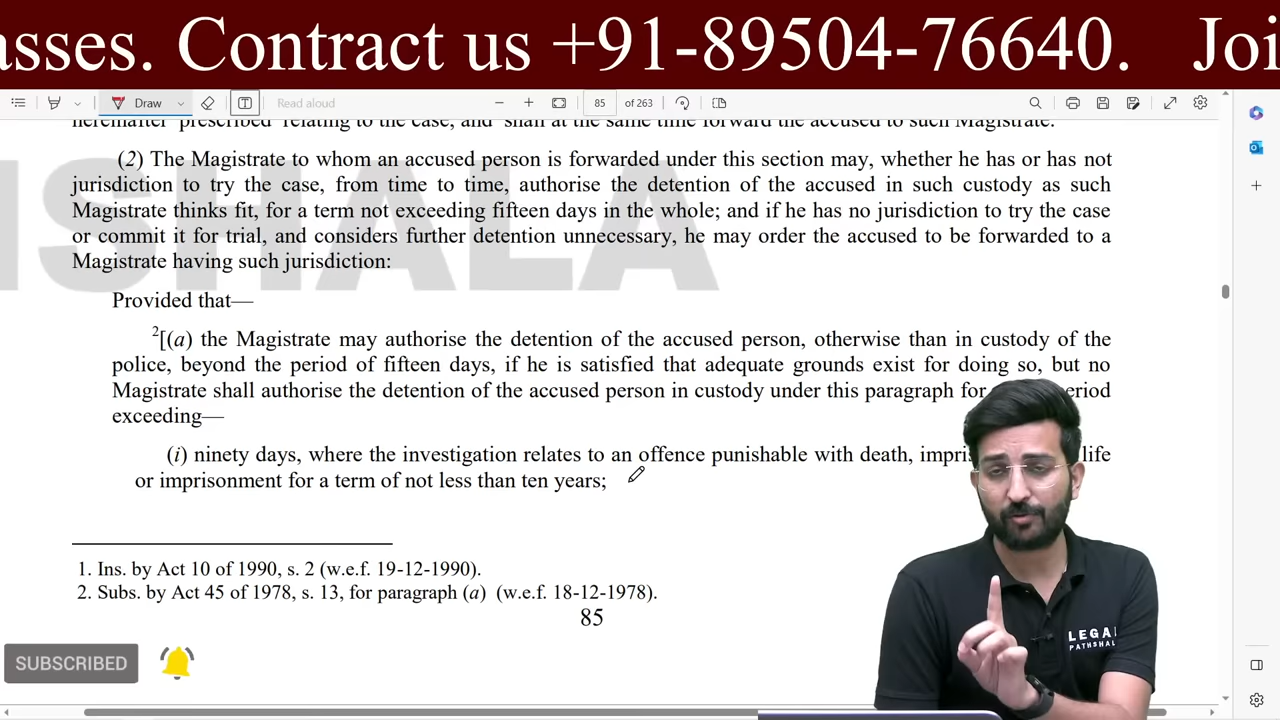 asses. Contract us +91-89504-76640. Joi
Draw
Read aloud
85 of 263
hereafter prescribed relating to the case, and shall at the same time forward the accused to such Magistrate.
(2) The Magistrate to whom an accused person is forwarded under this section may, whether he has or has not
jurisdiction to try the case, from time to time, authorise the detention of the accused in such custody as such
Magistrate thinks fit, for a term not exceeding fifteen days in the whole; and if he has no jurisdiction to try the case
or commit it for trial, and considers further detention unnecessary, he may order the accused to be forwarded to a
Magistrate having such jurisdiction:
Provided that—
2[(a) the Magistrate may authorise the detention of the accused person, otherwise than in custody of the
police, beyond the period of fifteen days, if he is satisfied that adequate grounds exist for doing so, but no
Magistrate shall authorise the detention of the accused person in custody under this paragraph for eriod
exceeding—
(i) ninety days, where the investigation relates to an offence punishable with death, impris life
or imprisonment for a term of not less than ten years;
1. Ins. by Act 10 of 1990, s. 2 (w.e.f. 19-12-1990).
2. Subs. by Act 45 of 1978, s. 13, for paragraph (a) (w.e.f. 18-12-1978).
85
SHALA
LEGA
PATHSHAL
SUBSCRIBED